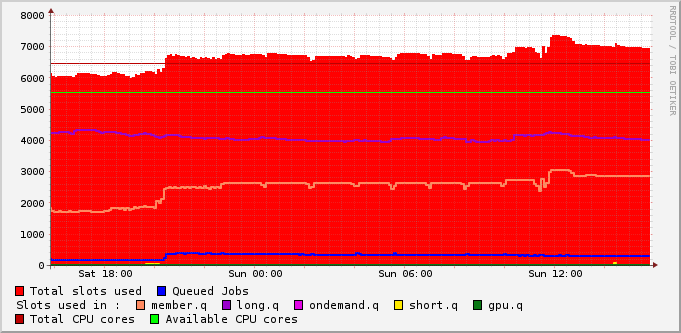 8000
7000
6000
5000
4000
3000
2000
1000
0
Sat 18:00 Sun 00:00 Sun 06:00 Sun 12:00
RRDTOOL / TOBI OETIKER
Total slots used Queued Jobs
Slots used in : member.q long.q ondemand.q short.q gpu.q
Total CPU cores Available CPU cores